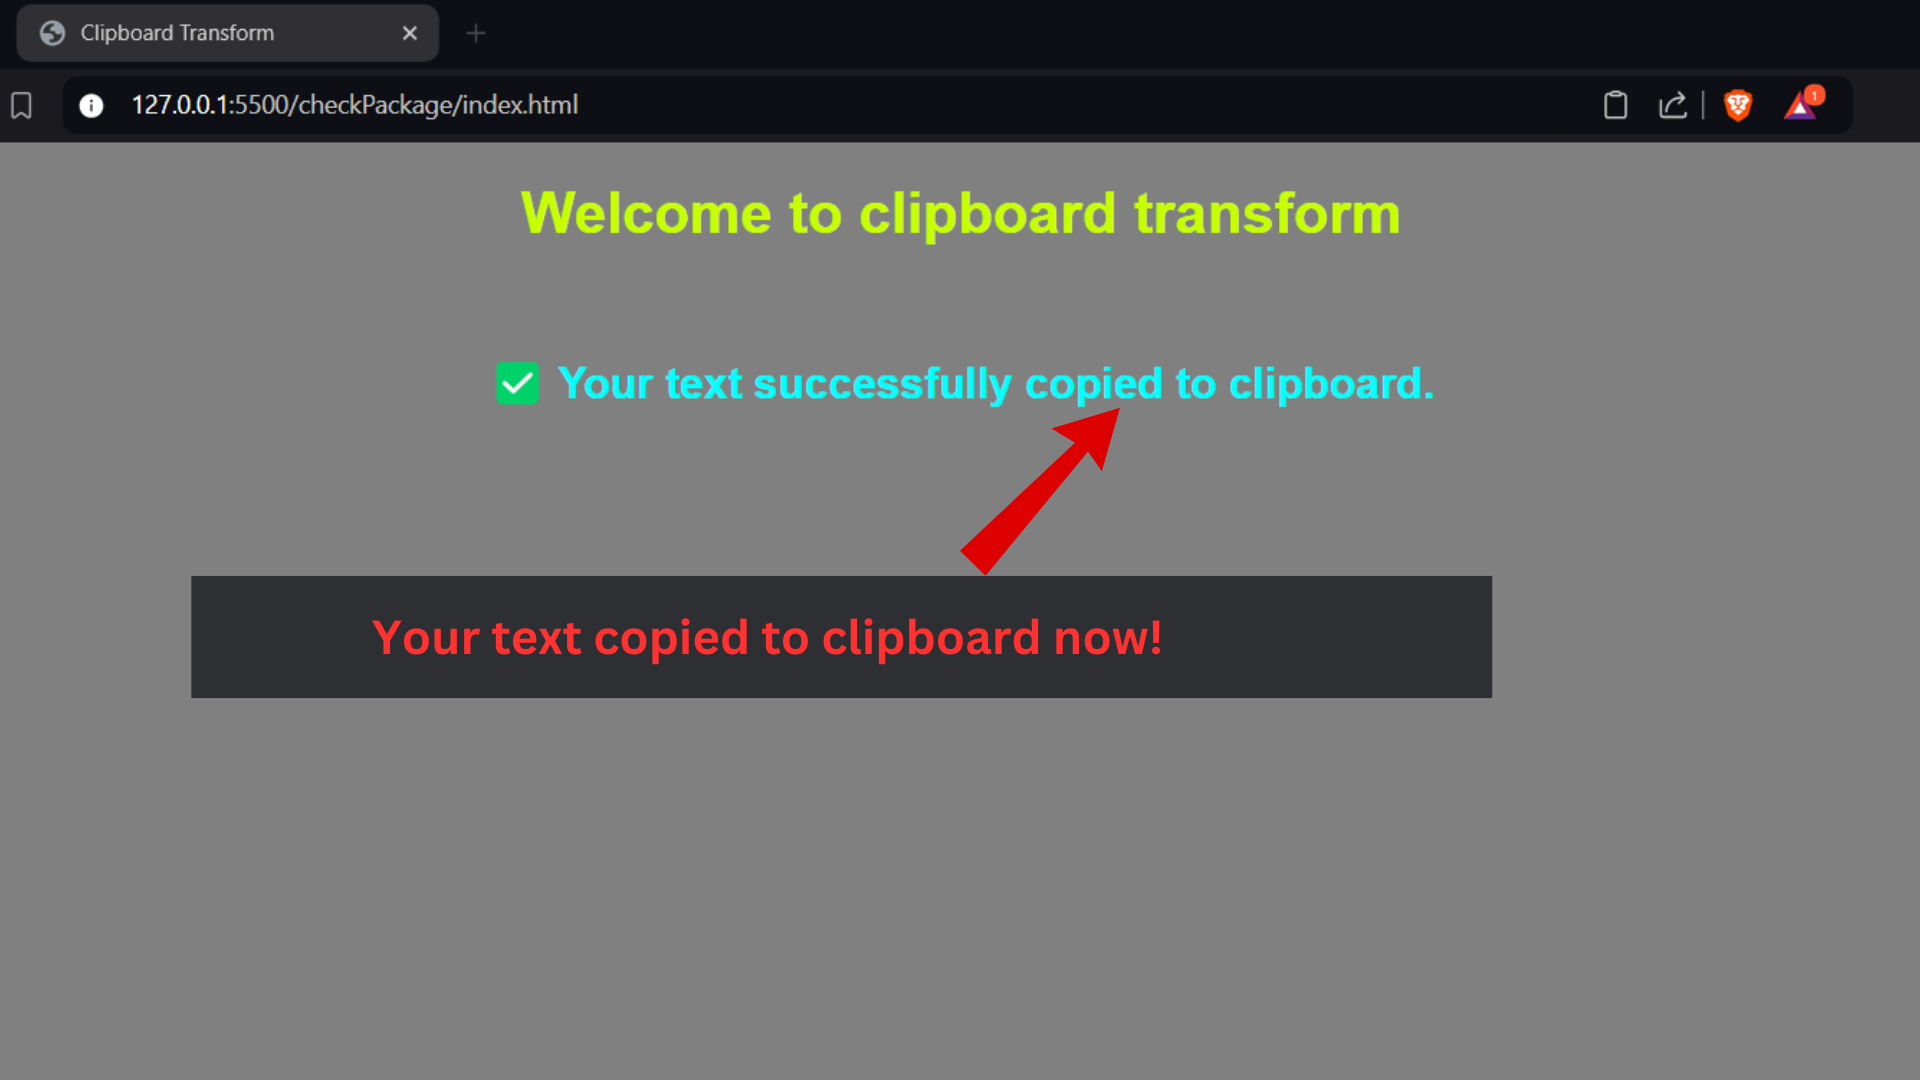 Clipboard Transform
127.0.0.1:5500/checkPackage/index.html
1
Welcome to clipboard transform
✅ Your text successfully copied to clipboard.
Your text copied to clipboard now!